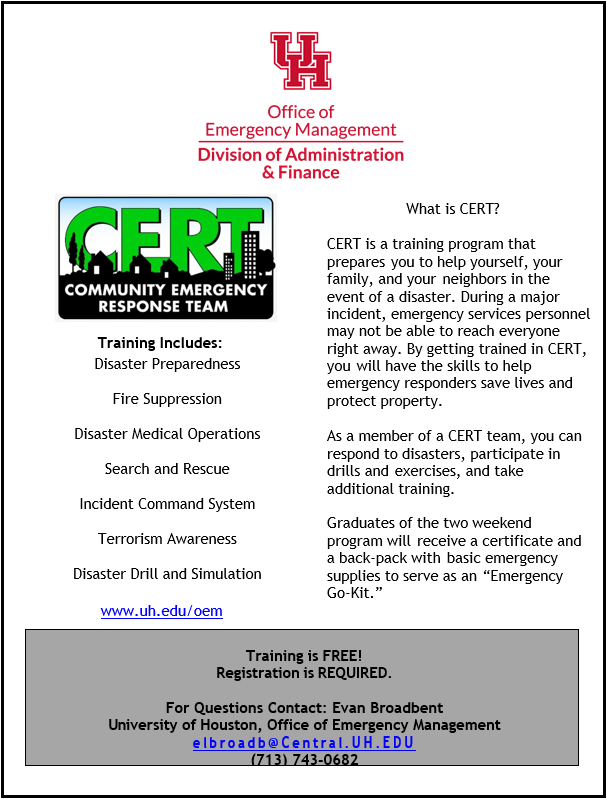 UH
Office of
Emergency Management
Division of Administration
& Finance
CERT
COMMUNITY EMERGENCY
RESPONSE TEAM
Training Includes:
Disaster Preparedness
Fire Suppression
Disaster Medical Operations
Search and Rescue
Incident Command System
Terrorism Awareness
Disaster Drill and Simulation
www.uh.edu/oem
What is CERT?
CERT is a training program that
prepares you to help yourself, your
family, and your neighbors in the
event of a disaster. During a major
incident, emergency services personnel
may not be able to reach everyone
right away. By getting trained in CERT,
you will have the skills to help
emergency responders save lives and
protect property.
As a member of a CERT team, you can
respond to disasters, participate in
drills and exercises, and take
additional training.
Graduates of the two weekend
program will receive a certificate and
a back-pack with basic emergency
supplies to serve as an “Emergency
Go-Kit.”
Training is FREE!
Registration is REQUIRED.
For Questions Contact: Evan Broadbent
University of Houston, Office of Emergency Management
elbroadb@Central.UH.EDU
(713) 743-0682